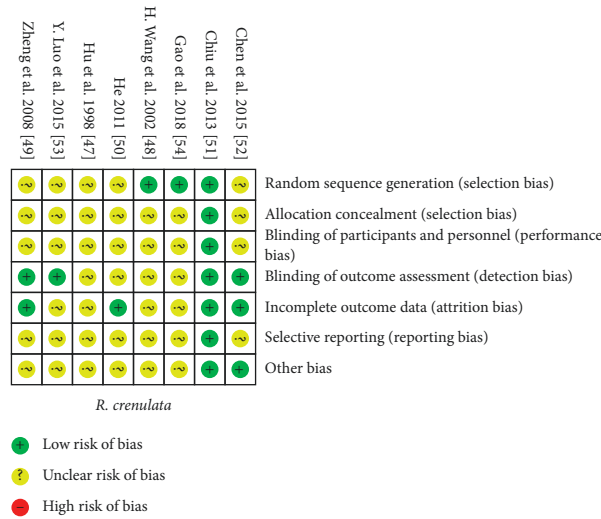 Zheng et al. 2008 [49]
Y. Luo et al. 2015 [53]
Hu et al. 1998 [47]
He 2011 [50]
H. Wang et al. 2002 [48]
Gao et al. 2018 [54]
Chiu et al. 2013 [51]
Chen et al. 2015 [52]
? ? ? ? + + + ? Random sequence generation (selection bias)
? ? ? ? ? ? + ? Allocation concealment (selection bias)
? ? ? ? ? ? + ? Blinding of participants and personnel (performance
bias)
+ + ? ? ? ? + + Blinding of outcome assessment (detection bias)
+ ? ? + ? ? + + Incomplete outcome data (attrition bias)
? ? ? ? ? ? + ? Selective reporting (reporting bias)
? ? ? ? ? ? + + Other bias
R. crenulata
+ Low risk of bias
? Unclear risk of bias
– High risk of bias